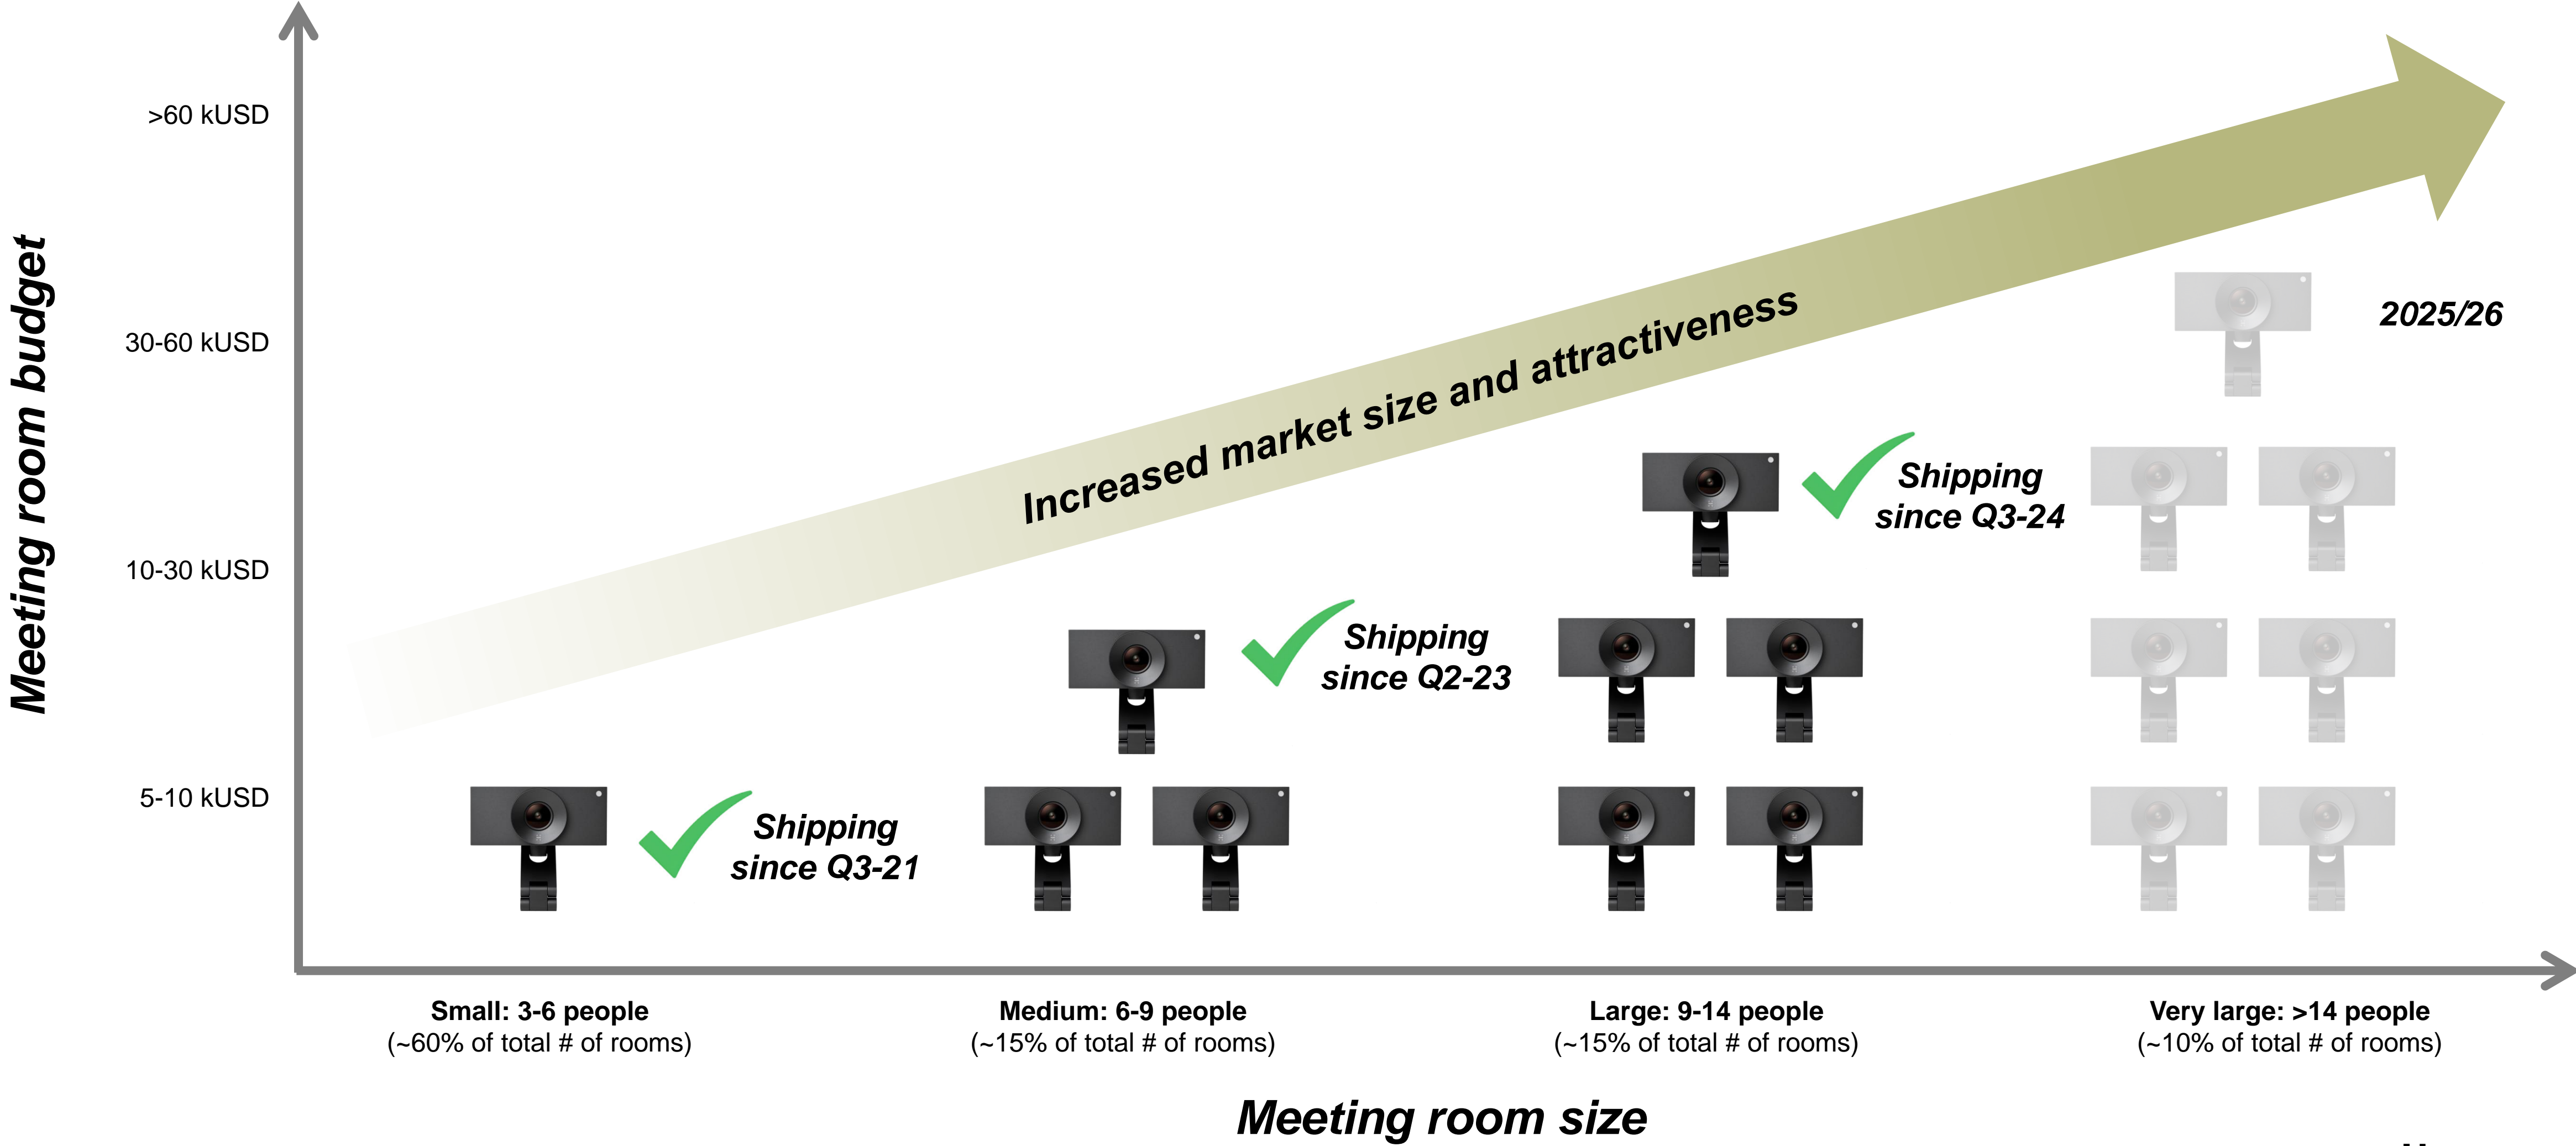 >60 kUSD
30-60 kUSD
10-30 kUSD
5-10 kUSD
Meeting room budget
Increased market size and attractiveness
2025/26
Shipping
since Q3-24
Shipping
since Q2-23
Shipping
since Q3-21
Small: 3-6 people
(~60% of total # of rooms)
Medium: 6-9 people
(~15% of total # of rooms)
Large: 9-14 people
(~15% of total # of rooms)
Very large: >14 people
(~10% of total # of rooms)
Meeting room size